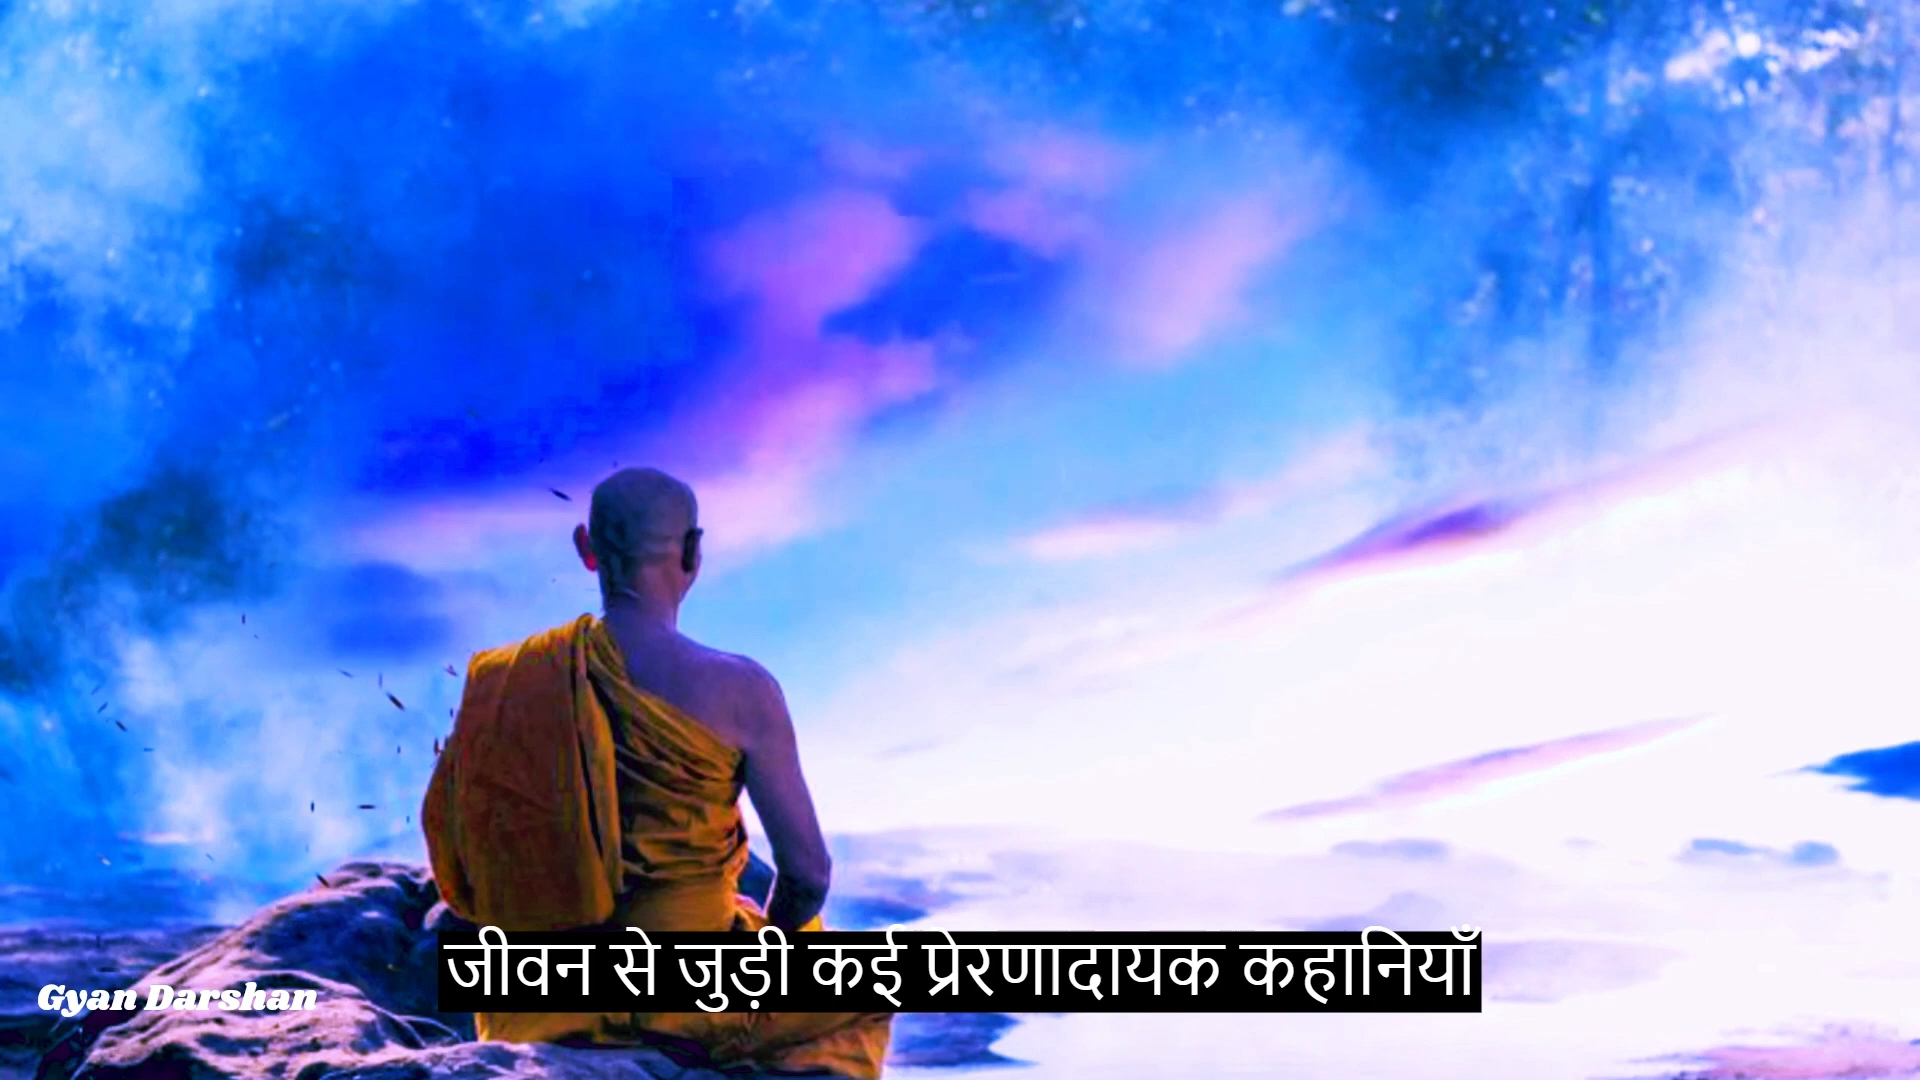 जीवन से जुड़ी कई प्रेरणादायक कहानियाँ
Gyan Darshan